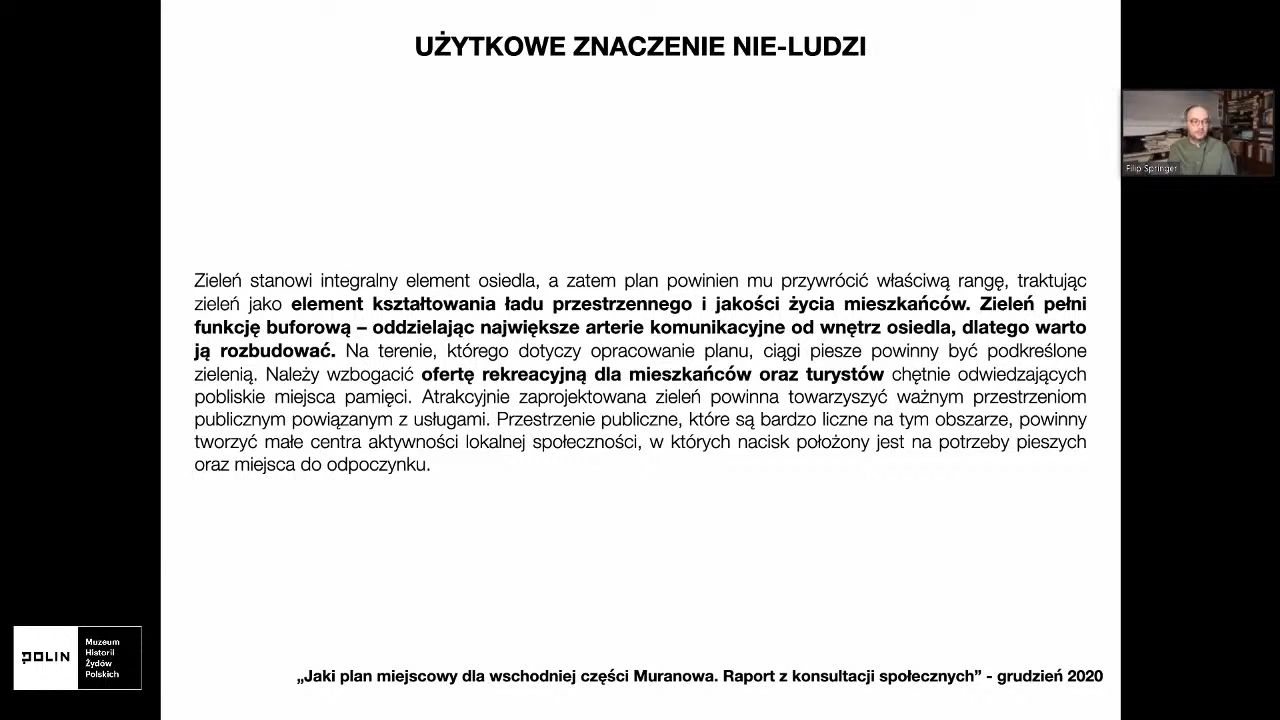 UŻYTKOWE ZNACZENIE NIE-LUDZI
Filip Springer
Zieleń stanowi integralny element osiedla, a zatem plan powinien mu przywrócić właściwą rangę, traktując
zieleń jako element kształtowania ładu przestrzennego i jakości życia mieszkańców. Zieleń pełni
funkcję buforową – oddzielając największe arterie komunikacyjne od wnętrz osiedla, dlatego warto
ją rozbudować. Na terenie, którego dotyczy opracowanie planu, ciągi piesze powinny być podkreślone
zielenią. Należy wzbogacić ofertę rekreacyjną dla mieszkańców oraz turystów chętnie odwiedzających
pobliskie miejsca pamięci. Atrakcyjnie zaprojektowana zieleń powinna towarzyszyć ważnym przestrzeniom
publicznym powiązanym z usługami. Przestrzenie publiczne, które są bardzo liczne na tym obszarze, powinny
tworzyć małe centra aktywności lokalnej społeczności, w których nacisk położony jest na potrzeby pieszych
oraz miejsca do odpoczynku.
POLIN
Muzeum
Historii
Żydów
Polskich
„Jaki plan miejscowy dla wschodniej części Muranowa. Raport z konsultacji społecznych” - grudzień 2020